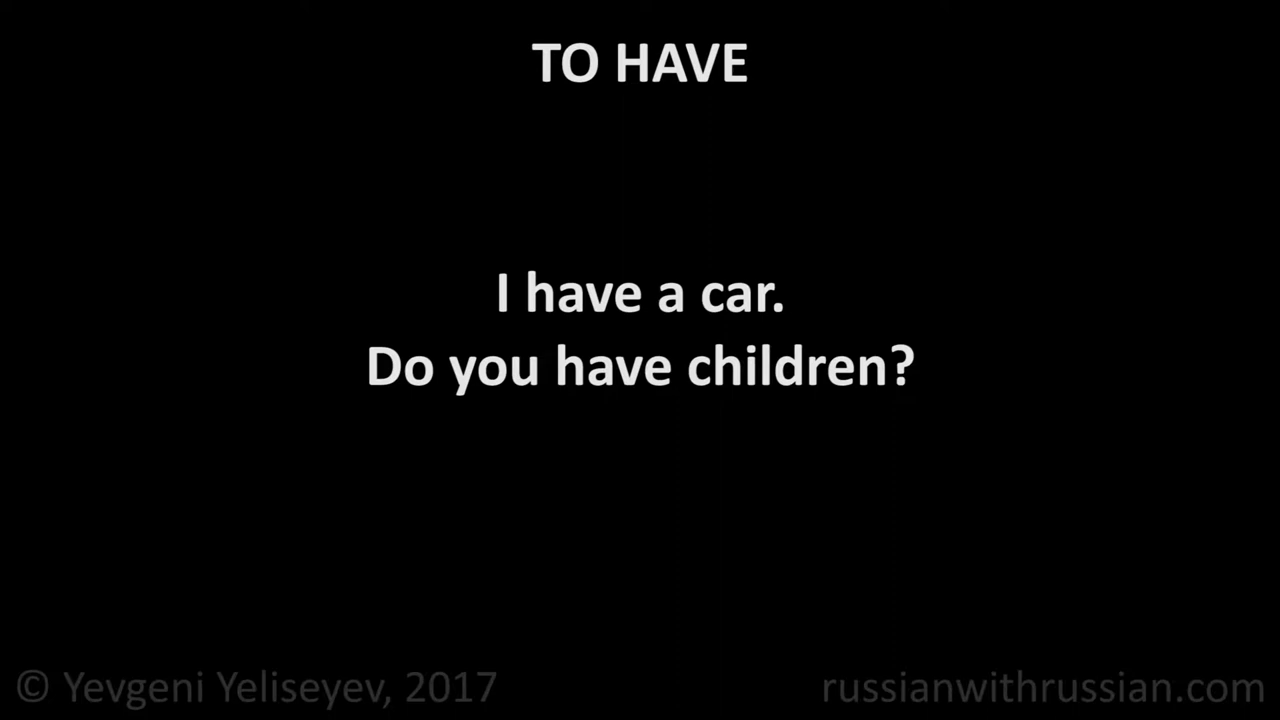 TO HAVE
I have a car.
Do you have children?
© Yevgeni Yeliseyev, 2017
russianwithrussian.com